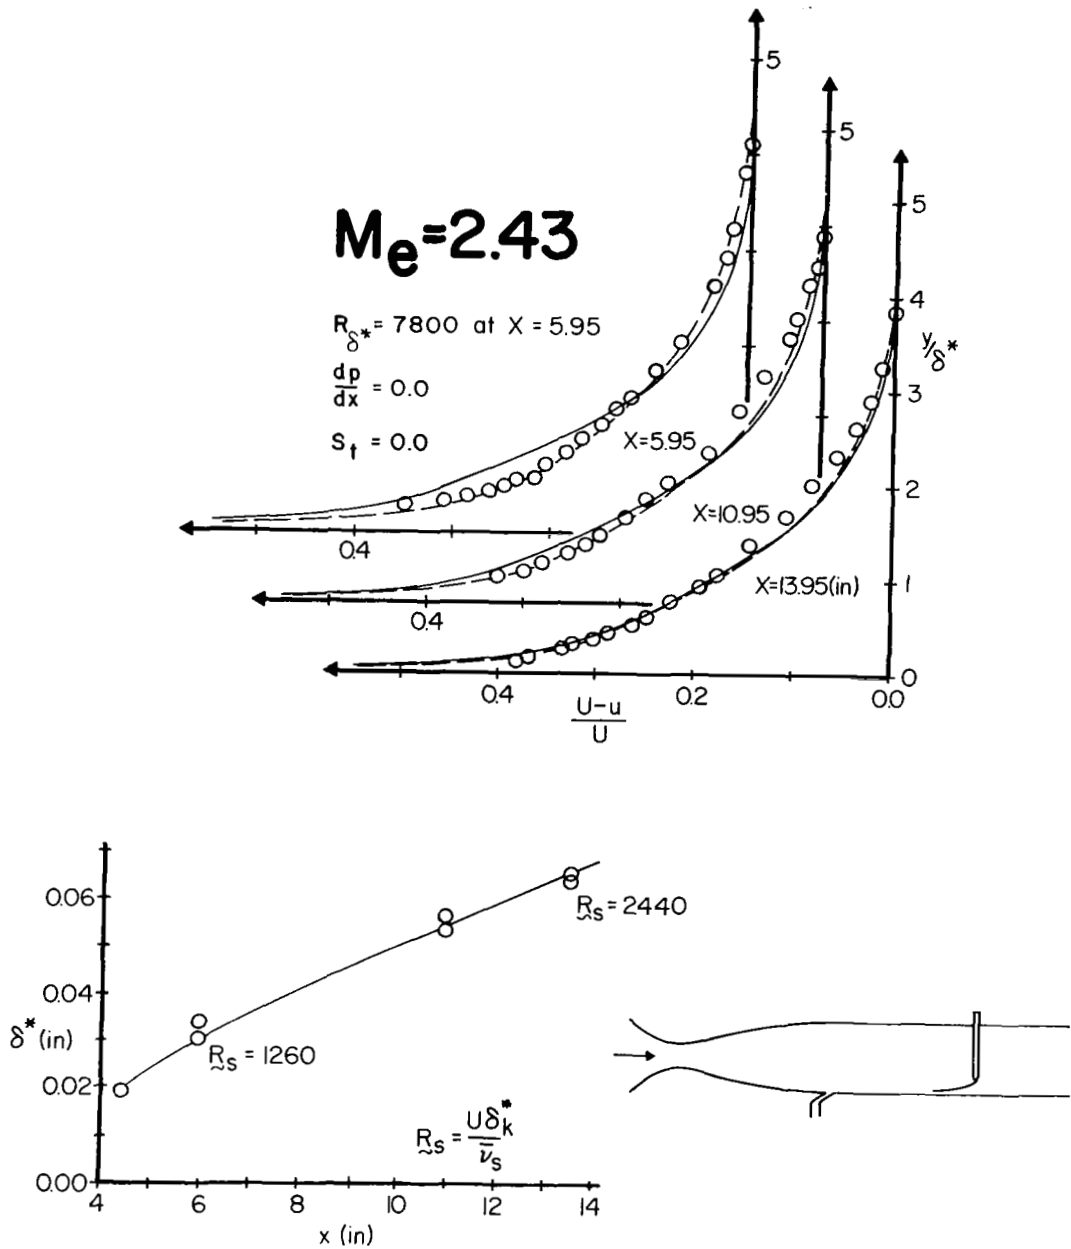 5
5
5
4
y/δ*
3
2
1
0
Me=2.43
Rδ*= 7800 at X = 5.95
dp/dx = 0.0
St = 0.0
X=5.95
X=10.95
X=13.95(in)
0.4
0.4
0.4
0.2
0.0
U-u
U
0.06
0.04
δ*(in)
0.02
0.00
Rs = 2440
Rs = 1260
Rs = Uδk*/ν̄s
4
6
8
10
12
14
x (in)